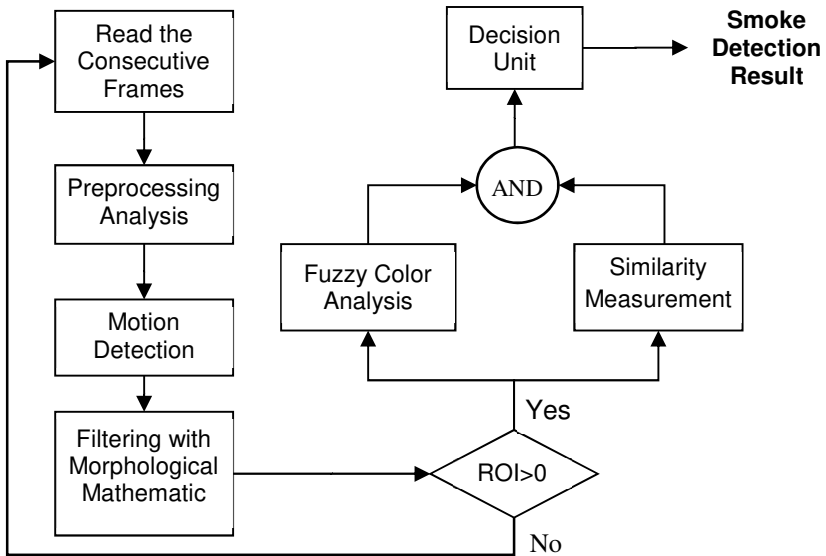 Read the
Consecutive
Frames
Preprocessing
Analysis
Motion
Detection
Filtering with
Morphological
Mathematic
ROI>0
Yes
No
Fuzzy Color
Analysis
Similarity
Measurement
AND
Decision
Unit
Smoke
Detection
Result